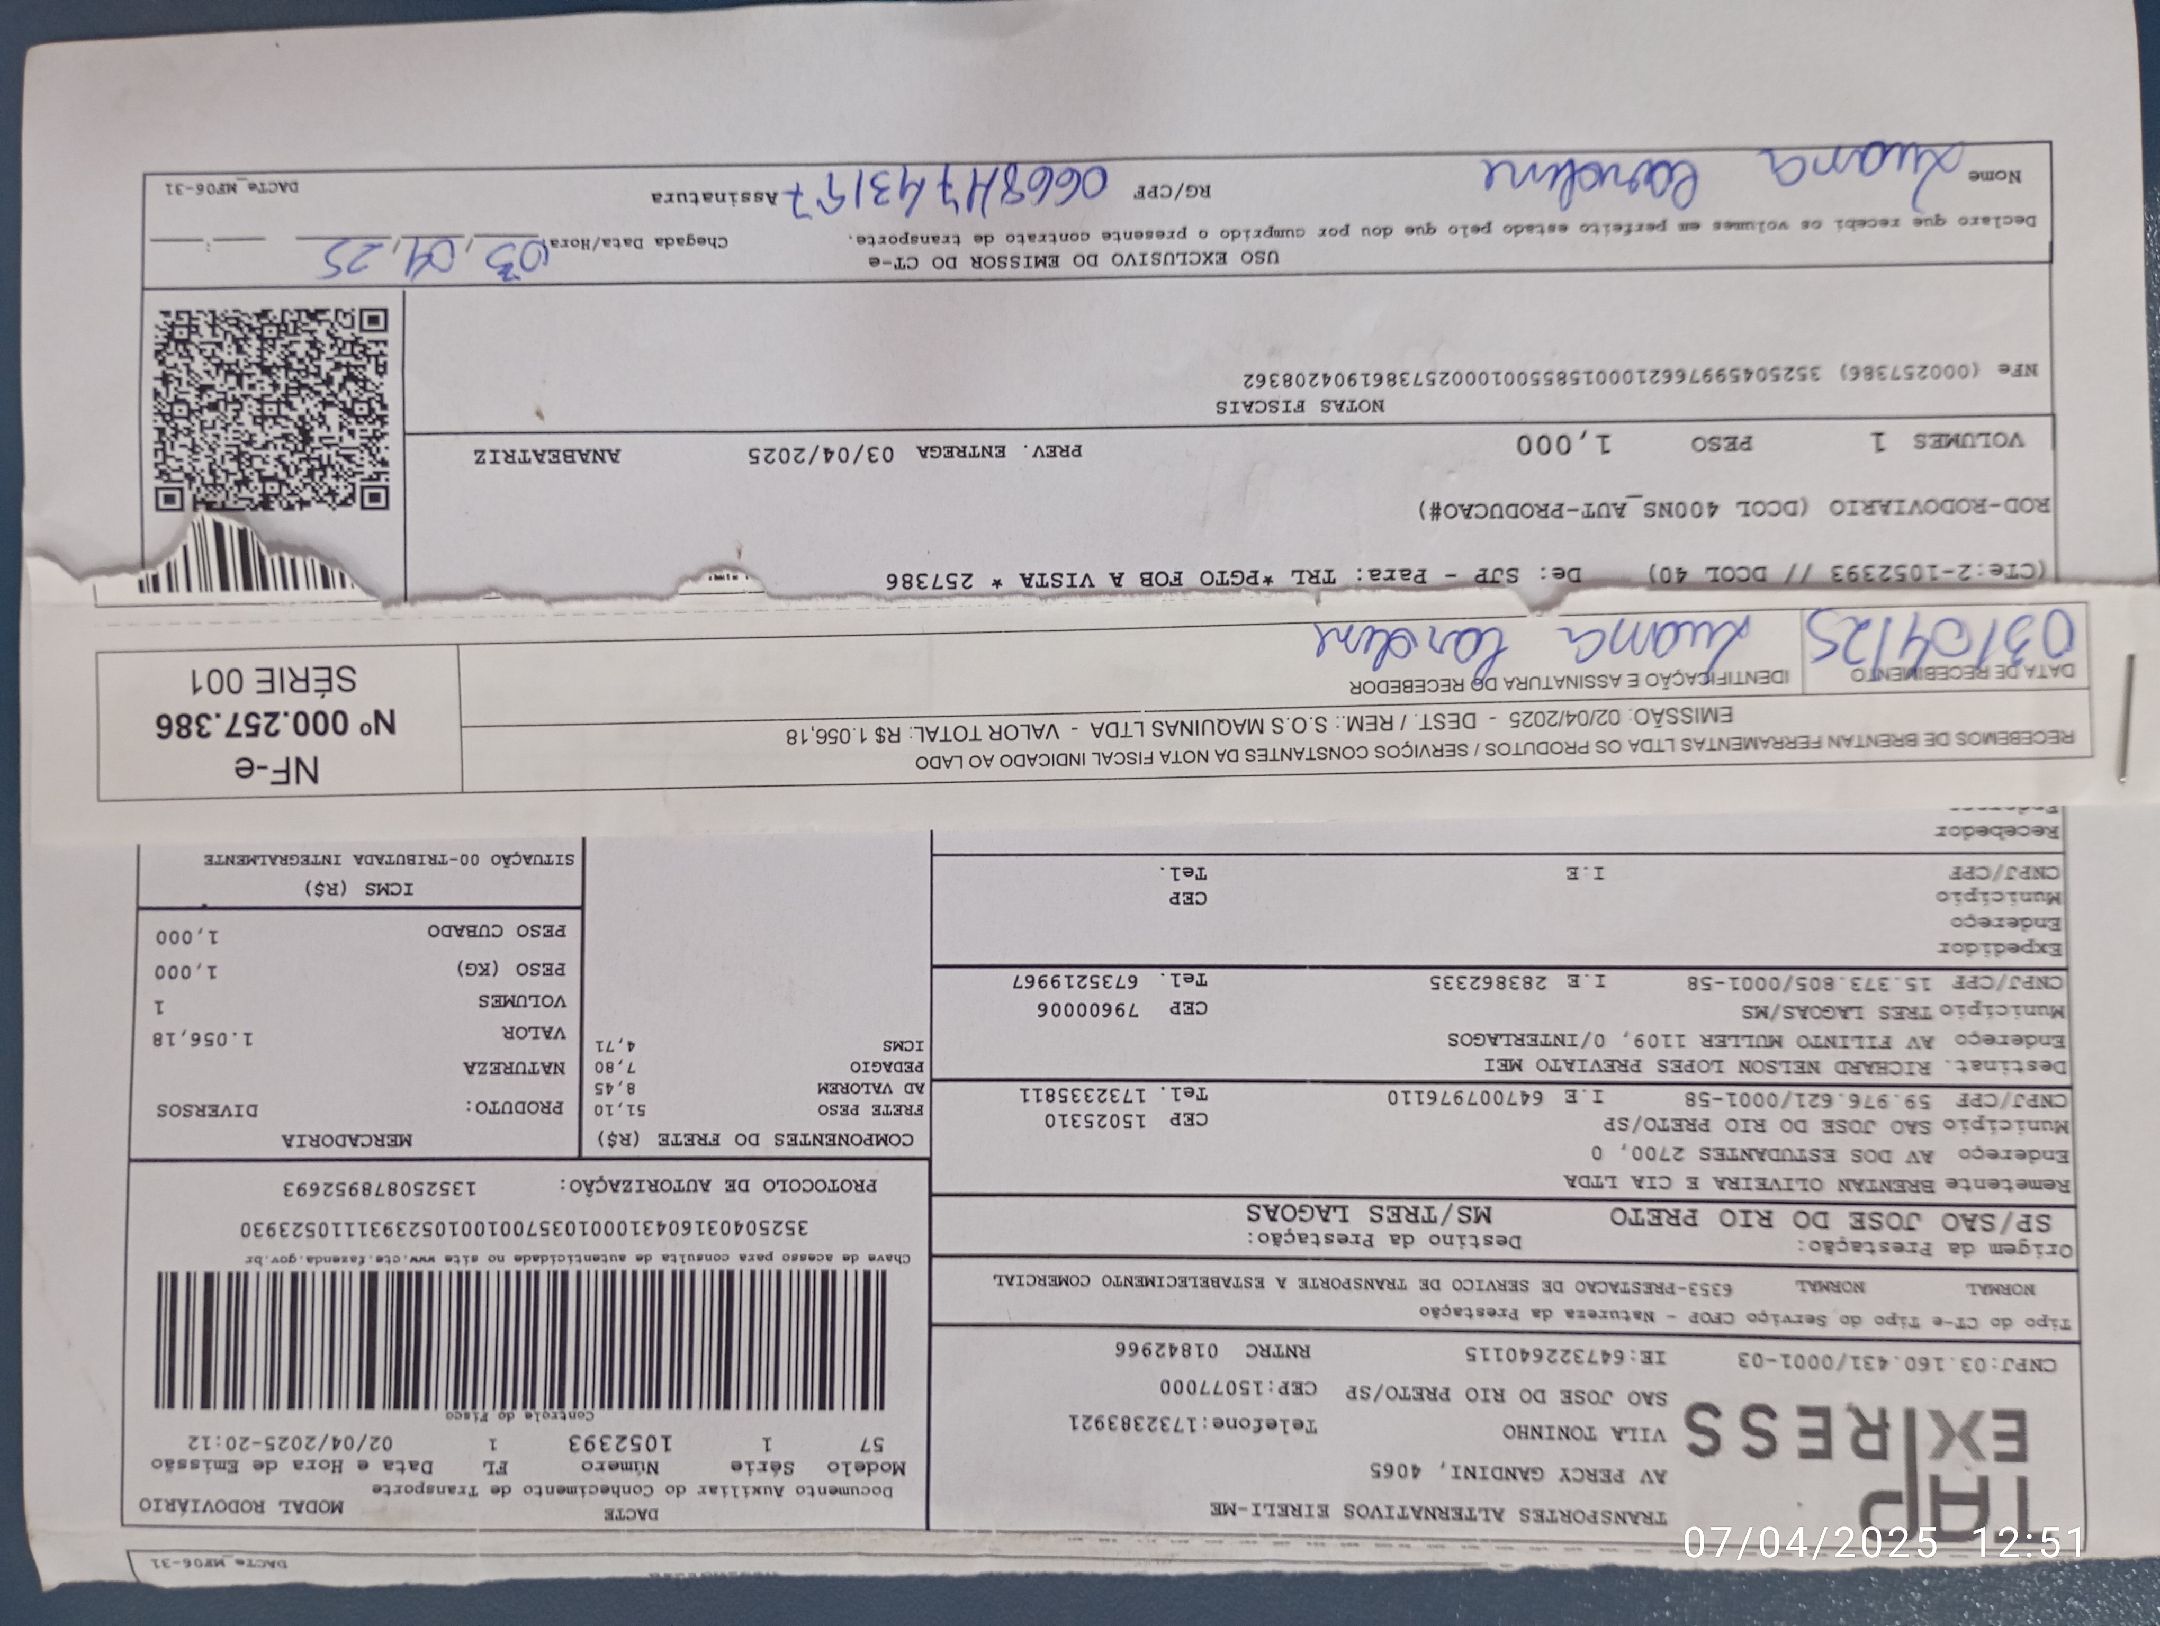 TAP EXPRESS
TRANSPORTES ALTERNATIVOS EIRELI-ME
AV PERCY GANDINI, 4065
VILA TONINHO Telefone:1732383921
SAO JOSE DO RIO PRETO/SP CEP:15077000
CNPJ:03.160.431/0001-03 IE:647322640115 RNTRC 01842966
DACTE MODAL RODOVIÁRIO
Documento Auxiliar do Conhecimento de Transporte
Modelo Série Número FL Data e Hora de Emissão
57 1 1052393 1 02/04/2025-20:12
Controle do Fisco
Tipo do CT-e Tipo do Serviço CFOP - Natureza da Prestação
NORMAL NORMAL 6353-PRESTACAO DE SERVICO DE TRANSPORTE A ESTABELECIMENTO COMERCIAL
Chave de acesso para consulta de autenticidade no site www.cte.fazenda.gov.br
352504031604310001035700100105239311110523930
Origem da Prestação: Destino da Prestação:
SP/SAO JOSE DO RIO PRETO MS/TRES LAGOAS
PROTOCOLO DE AUTORIZAÇÃO: 135250878952693
Remetente BRENTAN OLIVEIRA E CIA LTDA
Endereço AV DOS ESTUDANTES 2700, 0
Município SAO JOSE DO RIO PRETO/SP CEP 15025310
CNPJ/CPF 59.976.621/0001-58 I.E 647007976110 Tel. 1732335811
Destinat. RICHARD NELSON LOPES PREVIATO MEI
Endereço AV FILINTO MULLER 1109, 0/INTERLAGOS
Município TRES LAGOAS/MS CEP 79600006
CNPJ/CPF 15.373.805/0001-58 I.E 283862335 Tel. 6735219967
Expedidor
Endereço
Município CEP
CNPJ/CPF I.E Tel.
Recebedor
COMPONENTES DO FRETE (R$)
FRETE PESO 51,10
AD VALOREM 8,45
PEDAGIO 7,80
ICMS 4,71
MERCADORIA
PRODUTO: DIVERSOS
NATUREZA
VALOR 1.056,18
VOLUMES 1
PESO (KG) 1,000
PESO CUBADO 1,000
ICMS (R$)
SITUAÇÃO 00-TRIBUTADA INTEGRALMENTE
RECEBEMOS DE BRENTAN FERRAMENTAS LTDA OS PRODUTOS / SERVIÇOS CONSTANTES DA NOTA FISCAL INDICADO AO LADO
EMISSÃO: 02/04/2025 - DEST. / REM.: S.O.S MAQUINAS LTDA - VALOR TOTAL: R$ 1.056,18
DATA DE RECEBIMENTO IDENTIFICAÇÃO E ASSINATURA DO RECEBEDOR
03/04/25 Luana Caroline
NF-e
Nº 000.257.386
SÉRIE 001
(CTe:2-1052393 // DCOL 40) De: SJP - Para: TRL *PGTO FOB A VISTA * 257386
ROD-RODOVIARIO (DCOL 400NS_AUT-PRODUCAO#)
VOLUMES 1 PESO 1,000 PREV. ENTREGA 03/04/2025 ANABEATRIZ
NOTAS FISCAIS
NFe (000257386) 35250459976621000158550010002573861904208362
USO EXCLUSIVO DO EMISSOR DO CT-e
Declaro que recebi os volumes em perfeito estado pelo que dou por cumprido o presente contrato de transporte. Chegada Data/Hora 03, 04, 25 :
Nome Luana Caroline RG/CPF Assinatura DACTe_MF06-31
DACTe_MF06-31
07/04/2025 12:51